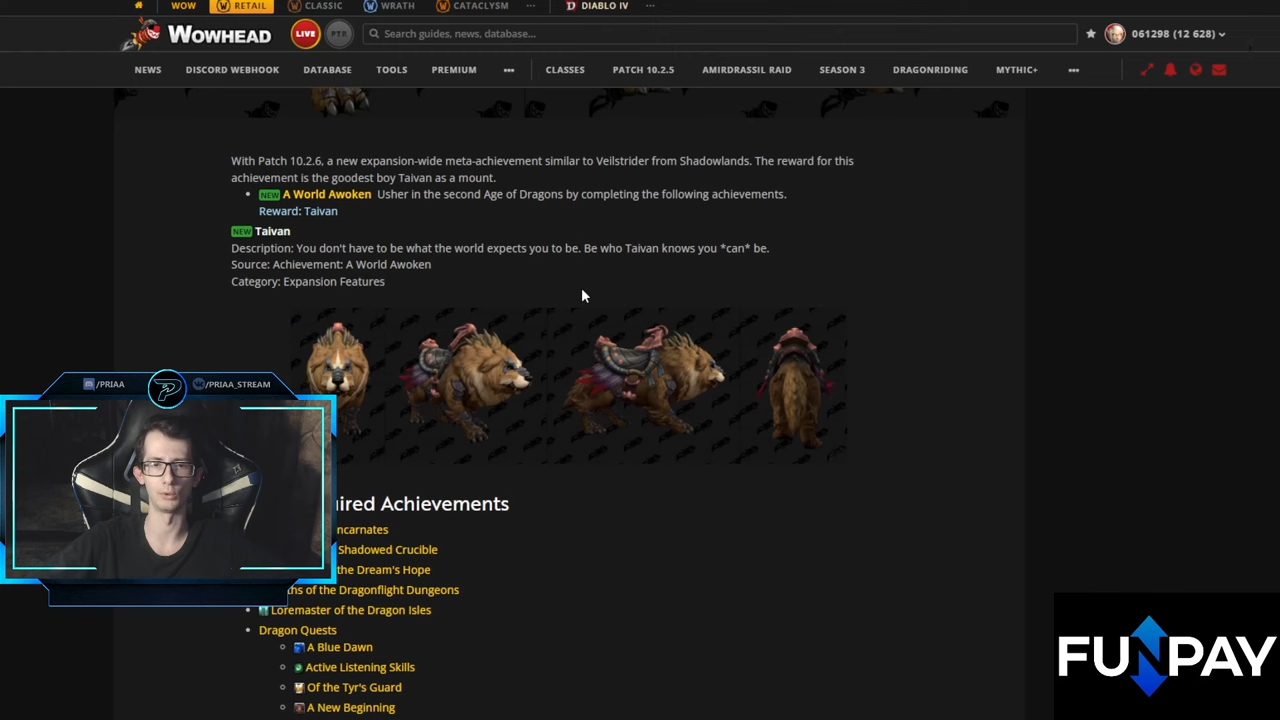 WOW
RETAIL
CLASSIC
WRATH
CATACLYSM
DIABLO IV
WOWHEAD
LIVE
PTR
Search guides, news, database...
061298 (12 628)
NEWS
DISCORD WEBHOOK
DATABASE
TOOLS
PREMIUM
CLASSES
PATCH 10.2.5
AMIRDRASSIL RAID
SEASON 3
DRAGONRIDING
MYTHIC+
With Patch 10.2.6, a new expansion-wide meta-achievement similar to Veilstrider from Shadowlands. The reward for this
achievement is the goodest boy Taivan as a mount.
NEW A World Awoken Usher in the second Age of Dragons by completing the following achievements.
Reward: Taivan
NEW Taivan
Description: You don't have to be what the world expects you to be. Be who Taivan knows you *can* be.
Source: Achievement: A World Awoken
Category: Expansion Features
/PRIAA
/PRIAA_STREAM
ired Achievements
ncarnates
Shadowed Crucible
the Dream's Hope
ths of the Dragonflight Dungeons
Loremaster of the Dragon Isles
Dragon Quests
A Blue Dawn
Active Listening Skills
Of the Tyr's Guard
A New Beginning
FUNPAY